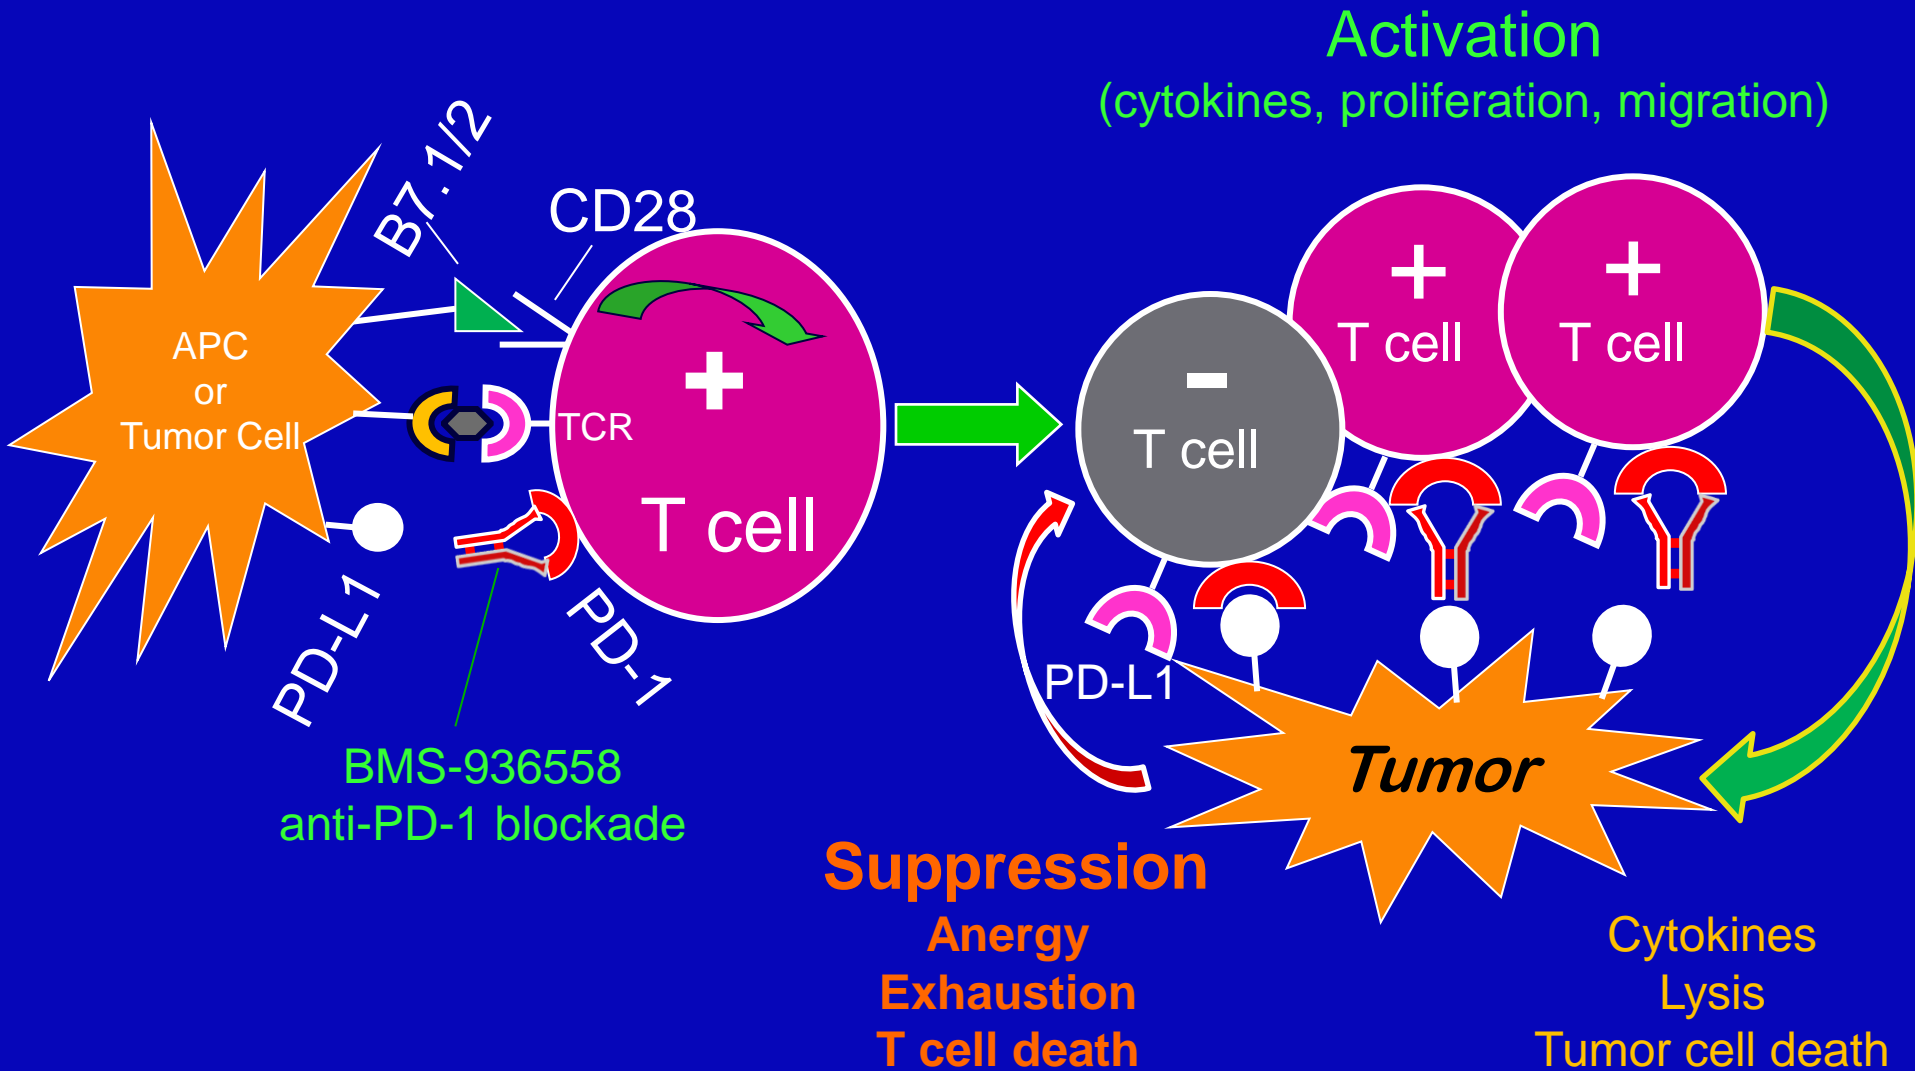 Activation
(cytokines, proliferation, migration)
B7.1/2
CD28
APC
or
Tumor Cell
TCR
+
T cell
PD-L1
PD-1
BMS-936558
anti-PD-1 blockade
-
T cell
+
T cell
+
T cell
PD-L1
Tumor
Suppression
Anergy
Exhaustion
T cell death
Cytokines
Lysis
Tumor cell death